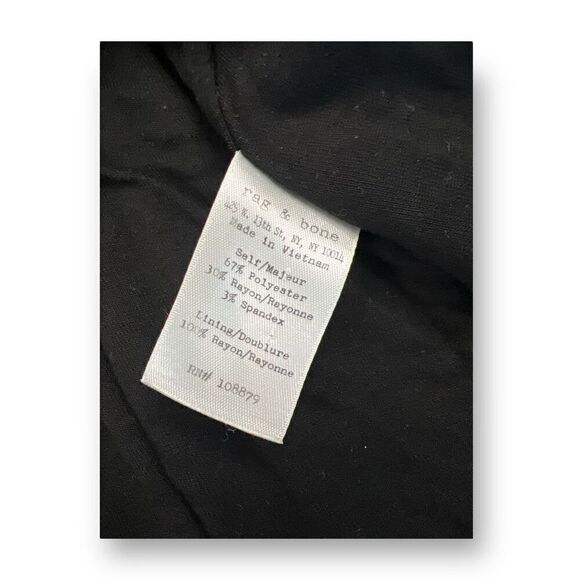 rag & bone
425 W. 13th St, NY, NY 10014
Made in Vietnam
Self/Majeur
67% Polyester
30% Rayon/Rayonne
3% Spandex
Lining/Doublure
100% Rayon/Rayonne
RN# 108879